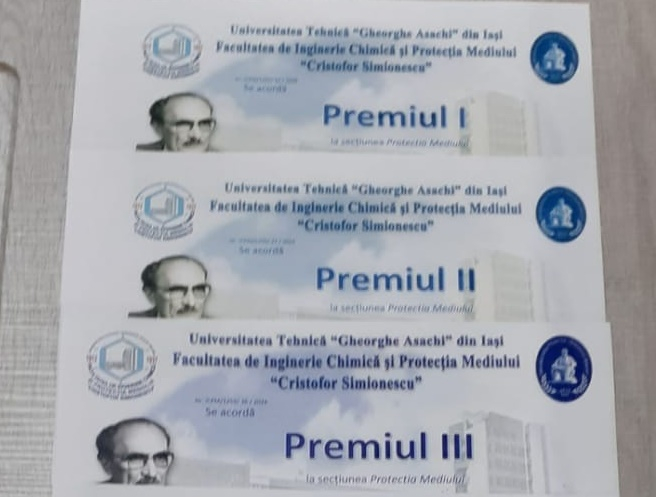 Universitatea Tehnică "Gheorghe Asachi" din Iași
Facultatea de Inginerie Chimică și Protecția Mediului
"Cristofor Simionescu"
Se acordă
Premiul I
la secțiunea Protecția Mediului
Universitatea Tehnică "Gheorghe Asachi" din Iași
Facultatea de Inginerie Chimică și Protecția Mediului
"Cristofor Simionescu"
Se acordă
Premiul II
la secțiunea Protecția Mediului
Universitatea Tehnică "Gheorghe Asachi" din Iași
Facultatea de Inginerie Chimică și Protecția Mediului
"Cristofor Simionescu"
Se acordă
Premiul III
la secțiunea Protecția Mediului